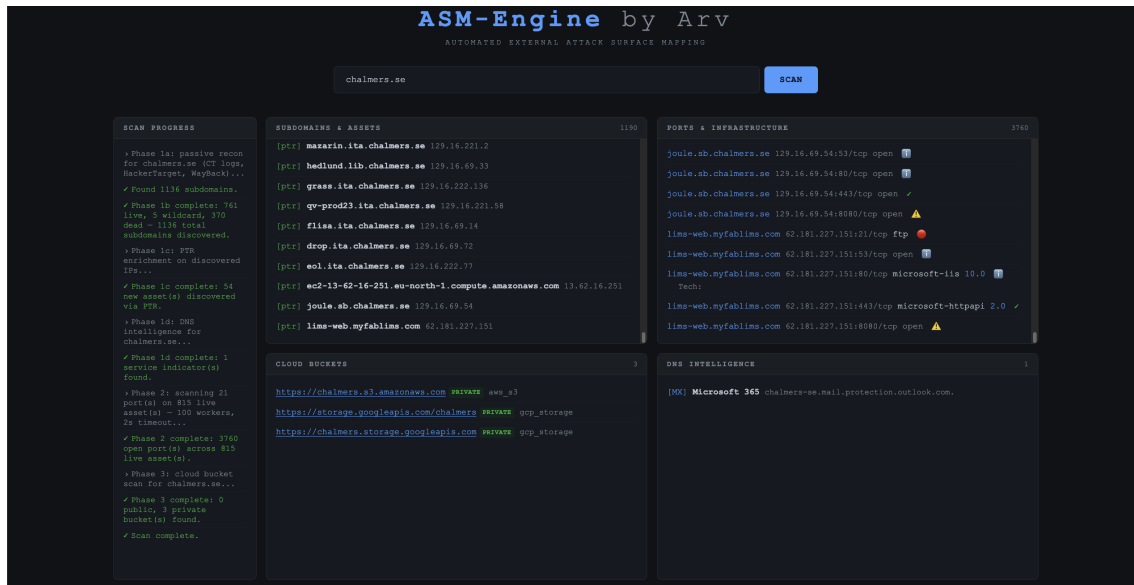 ASM-Engine by Arv
AUTOMATED EXTERNAL ATTACK SURFACE MAPPING
chalmers.se
SCAN
SCAN PROGRESS
› Phase 1a: passive recon
for chalmers.se (CT logs,
HackerTarget, WayBack)...
✓ Found 1136 subdomains.
✓ Phase 1b complete: 761
live, 5 wildcard, 370
dead — 1136 total
subdomains discovered.
› Phase 1c: PTR
enrichment on discovered
IPs...
✓ Phase 1c complete: 54
new asset(s) discovered
via PTR.
› Phase 1d: DNS
intelligence for
chalmers.se...
✓ Phase 1d complete: 1
service indicator(s)
found.
› Phase 2: scanning 21
port(s) on 815 live
asset(s) — 100 workers,
2s timeout...
✓ Phase 2 complete: 3760
open port(s) across 815
live asset(s).
› Phase 3: cloud bucket
scan for chalmers.se...
✓ Phase 3 complete: 0
public, 3 private
bucket(s) found.
✓ Scan complete.
SUBDOMAINS & ASSETS 1190
[ptr] mazarin.ita.chalmers.se 129.16.221.2
[ptr] hedlund.lib.chalmers.se 129.16.69.33
[ptr] grass.ita.chalmers.se 129.16.222.136
[ptr] qv-prod23.ita.chalmers.se 129.16.221.58
[ptr] flisa.ita.chalmers.se 129.16.69.14
[ptr] drop.ita.chalmers.se 129.16.69.72
[ptr] eol.ita.chalmers.se 129.16.222.77
[ptr] ec2-13-62-16-251.eu-north-1.compute.amazonaws.com 13.62.16.251
[ptr] joule.sb.chalmers.se 129.16.69.54
[ptr] lims-web.myfablims.com 62.181.227.151
PORTS & INFRASTRUCTURE 3760
joule.sb.chalmers.se 129.16.69.54:53/tcp open ℹ️
joule.sb.chalmers.se 129.16.69.54:80/tcp open ℹ️
joule.sb.chalmers.se 129.16.69.54:443/tcp open ✓
joule.sb.chalmers.se 129.16.69.54:8080/tcp open ⚠️
lims-web.myfablims.com 62.181.227.151:21/tcp ftp 🔴
lims-web.myfablims.com 62.181.227.151:53/tcp open ℹ️
lims-web.myfablims.com 62.181.227.151:80/tcp microsoft-iis 10.0 ℹ️
Tech:
lims-web.myfablims.com 62.181.227.151:443/tcp microsoft-httpapi 2.0 ✓
lims-web.myfablims.com 62.181.227.151:8080/tcp open ⚠️
CLOUD BUCKETS 3
https://chalmers.s3.amazonaws.com PRIVATE aws_s3
https://storage.googleapis.com/chalmers PRIVATE gcp_storage
https://chalmers.storage.googleapis.com PRIVATE gcp_storage
DNS INTELLIGENCE 1
[MX] Microsoft 365 chalmers-se.mail.protection.outlook.com.